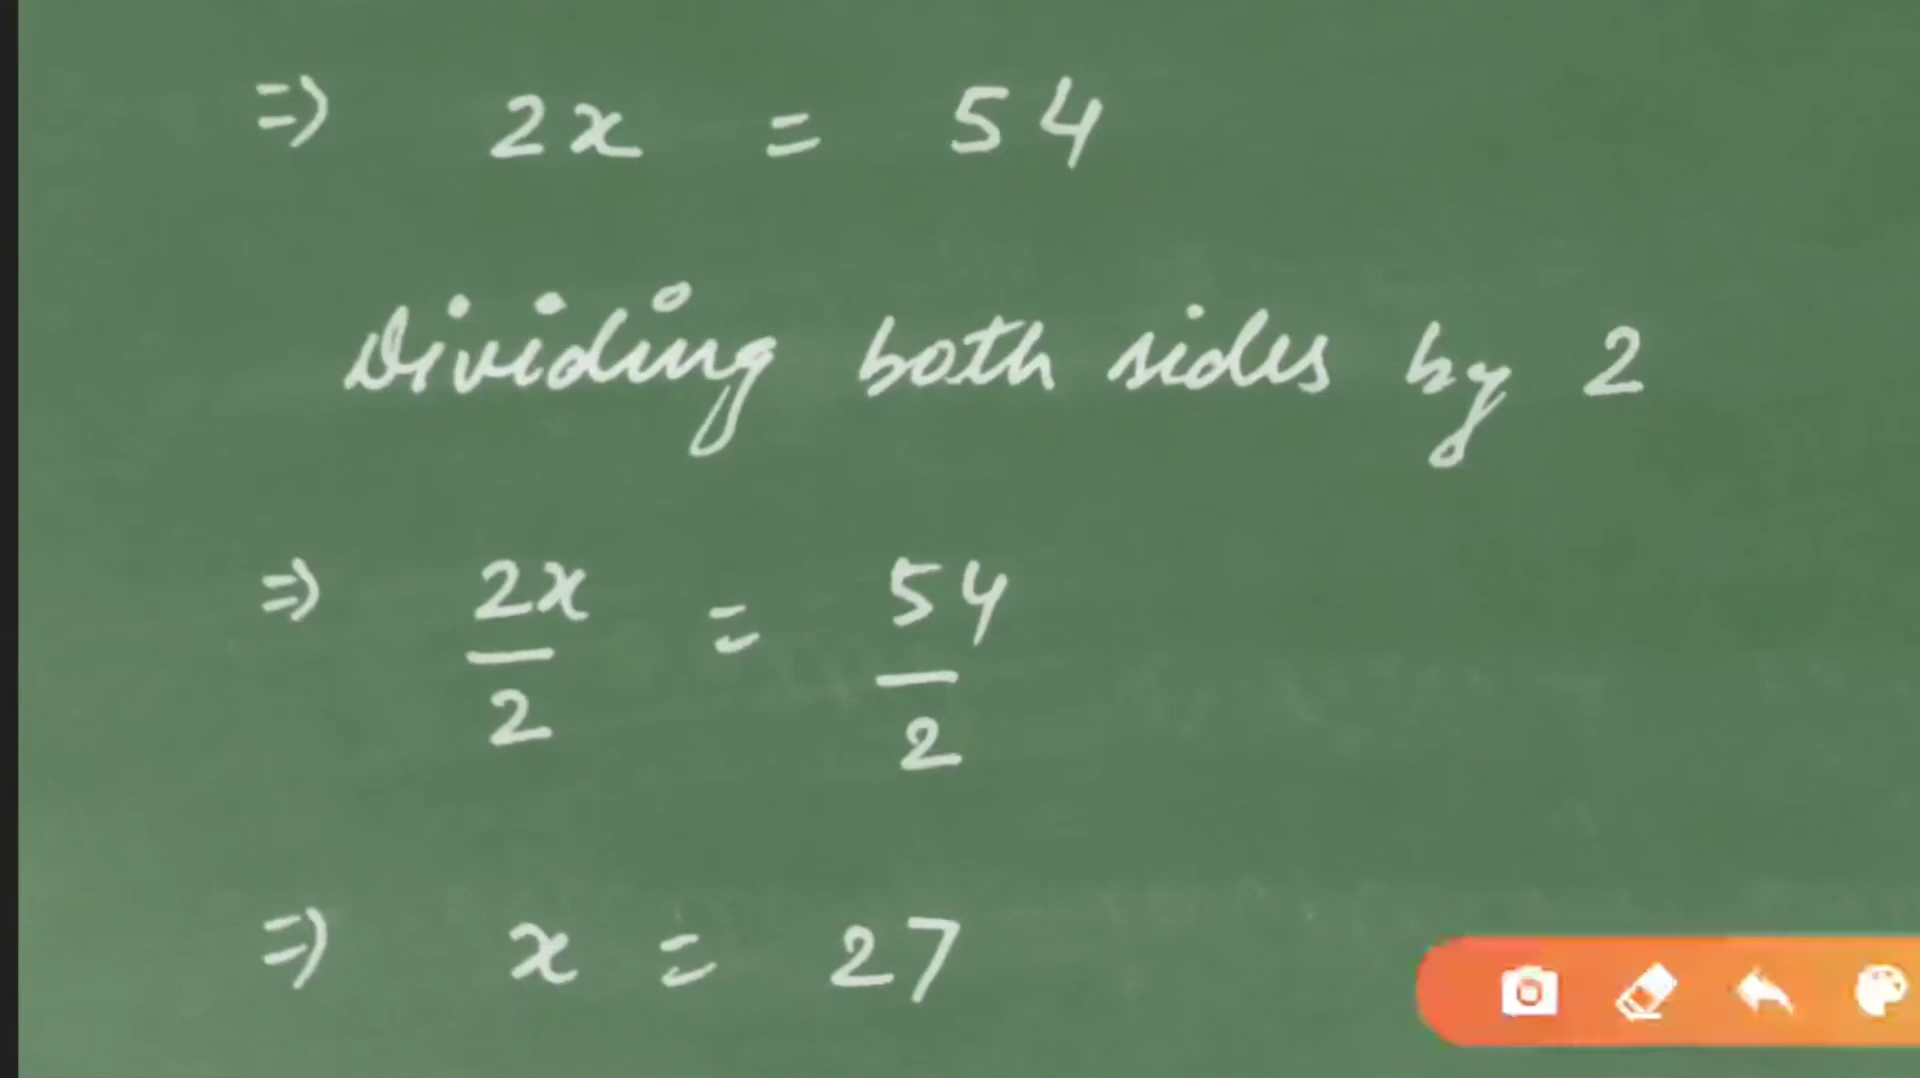 ⇒ 2x = 54
Dividing both sides by 2
⇒ 2x/2 = 54/2
⇒ x = 27